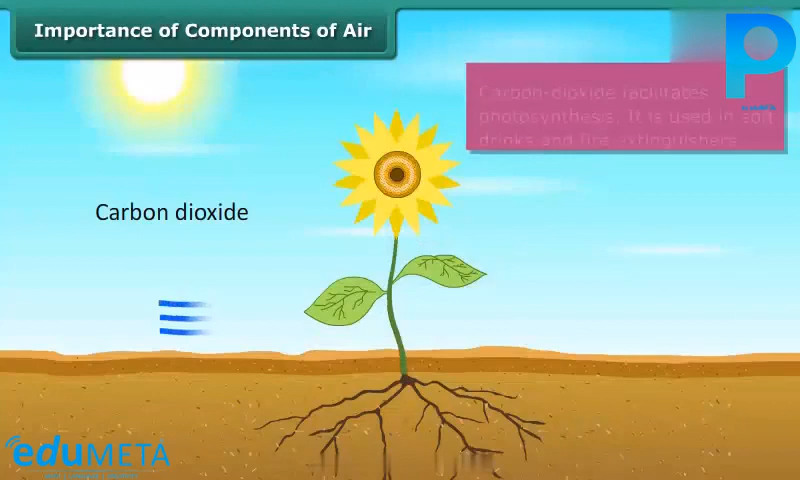 Importance of Components of Air
Carbon-dioxide facilitates
photosynthesis. It is used in soft
drinks and fire extinguishers
Carbon dioxide
eduMETA